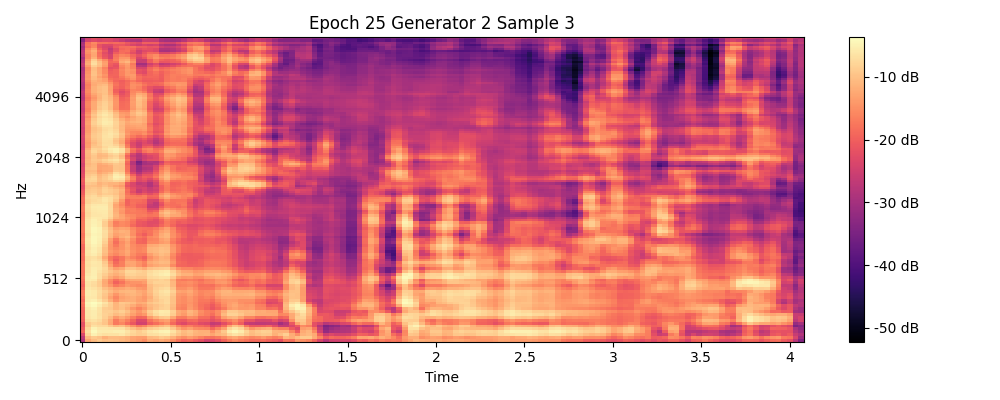 Epoch 25 Generator 2 Sample 3
Hz
4096
2048
1024
512
0
0 0.5 1 1.5 2 2.5 3 3.5 4
Time
-10 dB
-20 dB
-30 dB
-40 dB
-50 dB